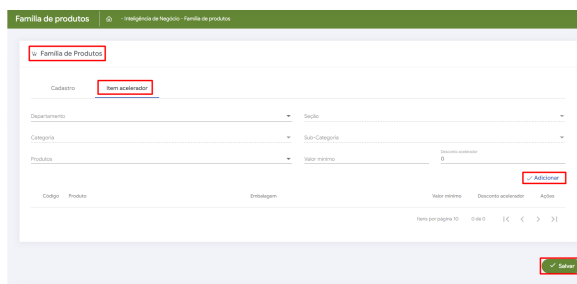 Família de produtos - Inteligência de Negócio - Família de produtos
Família de Produtos
Cadastro Item acelerador
Departamento Seção
Categoria Sub-Categoria
Desconto acelerador
Produtos Valor mínimo 0
Adicionar
Código Produto Embalagem Valor mínimo Desconto acelerador Ações
Itens por página 10 0 de 0
Salvar